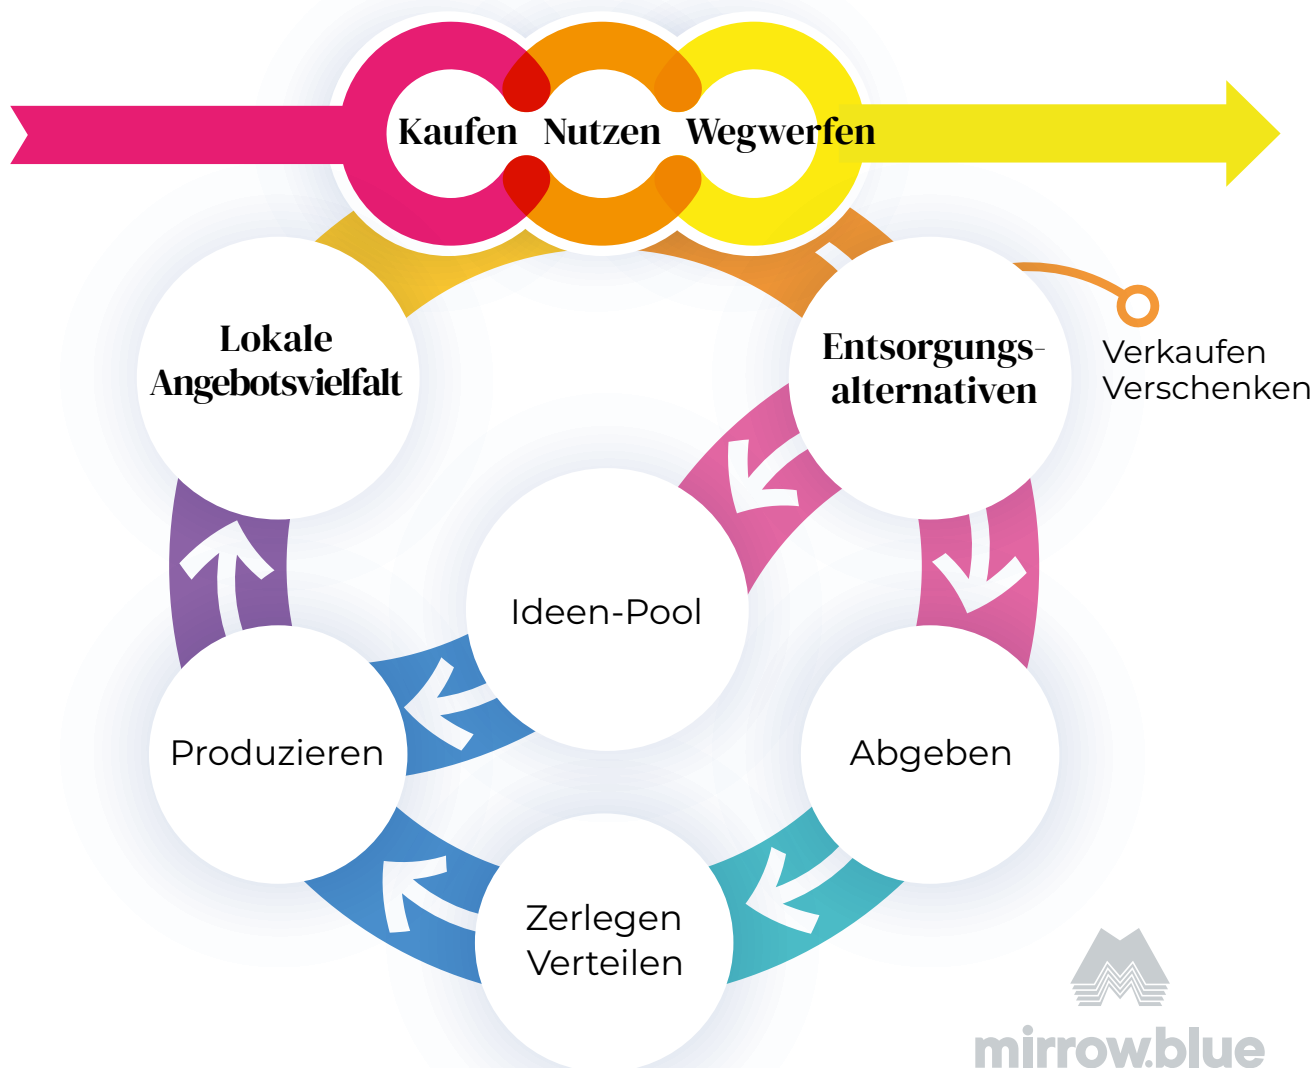 Kaufen Nutzen Wegwerfen
Lokale
Angebotsvielfalt
Entsorgungs-
alternativen
Verkaufen
Verschenken
Ideen-Pool
Produzieren
Abgeben
Zerlegen
Verteilen
mirrow.blue